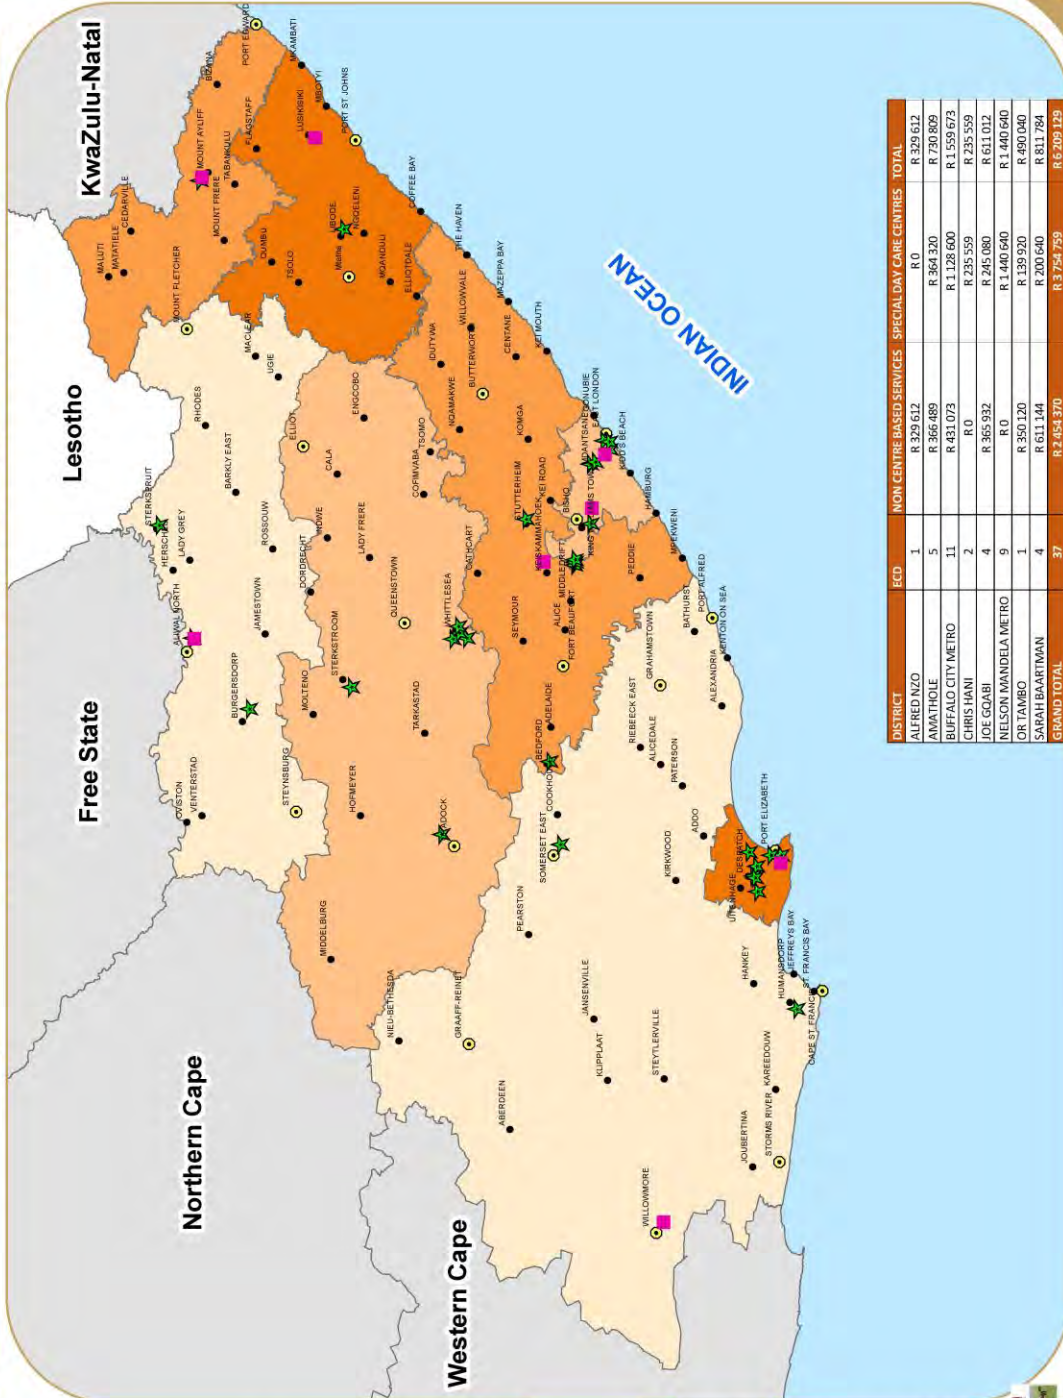 Lesotho
KwaZulu-Natal
Free State
Northern Cape
Western Cape
INDIAN OCEAN
MALUTI
MATATIELE
CEDARVILLE
MOUNT FLETCHER
MOUNT FRERE
MOUNT AYLIFF
TABANKULU
BIZANA
PORT EDWARD
FLAGSTAFF
MKAMBATI
LUSIKISIKI
MBOTYI
PORT ST JOHNS
QUMBU
TSOLO
LIBODE
Mthatha
NGQELENI
MQANDULI
COFFEE BAY
ELLIOTDALE
THE HAVEN
STERKSPRUIT
HERSCHEL
LADY GREY
ALIWAL NORTH
RHODES
BARKLY EAST
MACLEAR
UGIE
ROSSOUW
JAMESTOWN
BURGERSDORP
OVISTON
VENTERSTAD
STEYNSBURG
ELLIOT
ENGCOBO
CALA
INDWE
DORDRECHT
LADY FRERE
TSOMO
COFIMVABA
STERKSTROOM
MOLTENO
QUEENSTOWN
WHITTLESEA
CATHCART
TARKASTAD
HOFMEYER
MIDDELBURG
IDUTYWA
WILLOWVALE
NQAMAKWE
BUTTERWORTH
MAZEPPA BAY
CENTANE
KEI MOUTH
KOMGA
STUTTERHEIM
KEI ROAD
BISHO
KEISKAMMAHOEK
MIDDLEDRIFT
SEYMOUR
ALICE
FORT BEAUFORT
ADELAIDE
BEDFORD
PEDDIE
MPEKWENI
HAMBURG
KIDD'S BEACH
EAST LONDON
SOMERSET EAST
PEARSTON
NIEU-BETHESDA
GRAAFF-REINET
ABERDEEN
JANSENVILLE
KLIPPLAAT
STEYTLERVILLE
WILLOWMORE
RIEBEECK EAST
GRAHAMSTOWN
ALICEDALE
PATERSON
BATHURST
PORT ALFRED
KENTON ON SEA
ALEXANDRIA
ADDO
KIRKWOOD
UITENHAGE
DESPATCH
PORT ELIZABETH
HANKEY
HUMANSDORP
JEFFREYS BAY
ST. FRANCIS BAY
CAPE ST. FRANCIS
KAREEDOUW
JOUBERTINA
STORMS RIVER
DISTRICT ECD NON CENTRE BASED SERVICES SPECIAL DAY CARE CENTRES TOTAL
ALFRED NZO 1 R 329 612 R 0 R 329 612
AMATHOLE 5 R 366 489 R 364 320 R 730 809
BUFFALO CITY METRO 11 R 431 073 R 1 128 600 R 1 559 673
CHRIS HANI 2 R 0 R 235 559 R 235 559
JOE GQABI 4 R 365 932 R 245 080 R 611 012
NELSON MANDELA METRO 9 R 0 R 1 440 640 R 1 440 640
OR TAMBO 1 R 350 120 R 139 920 R 490 040
SARAH BAARTMAN 4 R 611 144 R 200 640 R 811 784
GRAND TOTAL 37 R 2 454 370 R 3 754 759 R 6 209 129